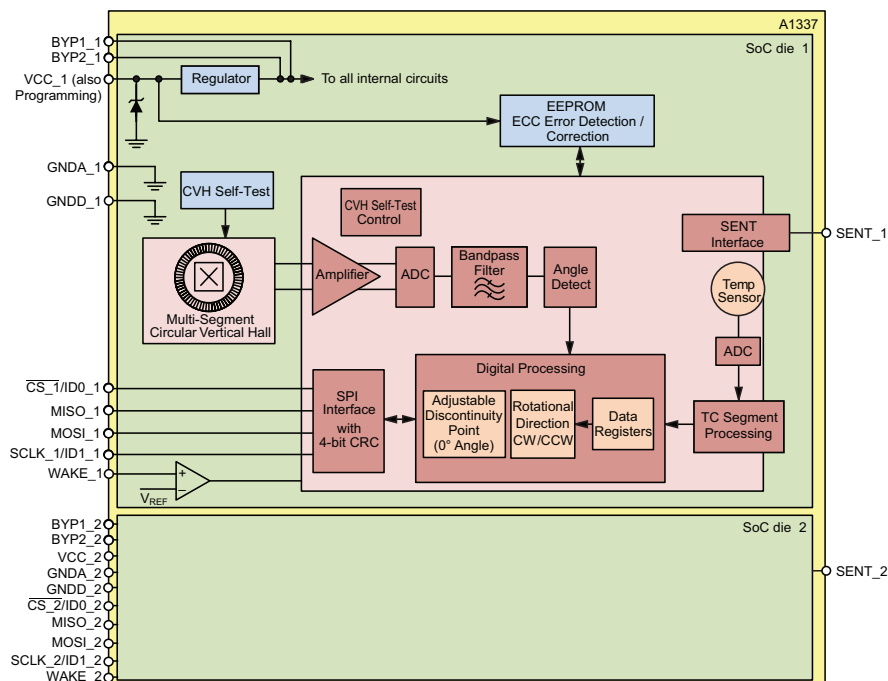 A1337
SoC die 1
BYP1_1
BYP2_1
VCC_1 (also
Programming)
Regulator
To all internal circuits
EEPROM
ECC Error Detection /
Correction
GNDA_1
GNDD_1
CVH Self-Test
CVH Self-Test
Control
SENT
Interface
SENT_1
Amplifier
ADC
Bandpass
Filter
Angle
Detect
Temp
Sensor
Multi-Segment
Circular Vertical Hall
ADC
CS_1/ID0_1
MISO_1
MOSI_1
SCLK_1/ID1_1
WAKE_1
SPI
Interface
with
4-bit CRC
Digital Processing
Adjustable
Discontinuity
Point
(0° Angle)
Rotational
Direction
CW/CCW
Data
Registers
TC Segment
Processing
+
–
VREF
SoC die 2
BYP1_2
BYP2_2
VCC_2
GNDA_2
GNDD_2
CS_2/ID0_2
MISO_2
MOSI_2
SCLK_2/ID1_2
WAKE_2
SENT_2